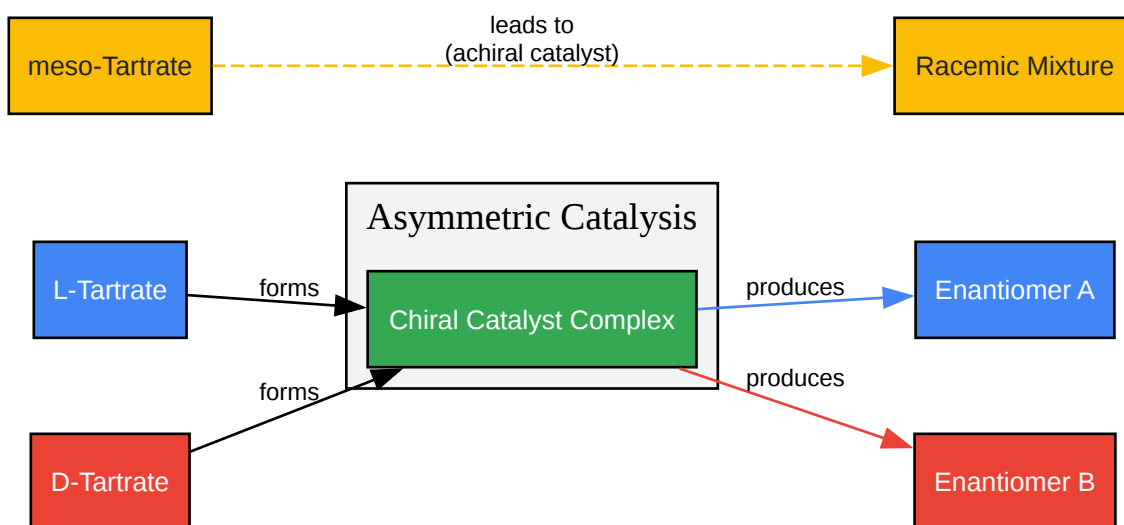 leads to
(achiral catalyst)
meso-Tartrate
Racemic Mixture
Asymmetric Catalysis
L-Tartrate
forms
Chiral Catalyst Complex
produces
Enantiomer A
forms
produces
D-Tartrate
Enantiomer B